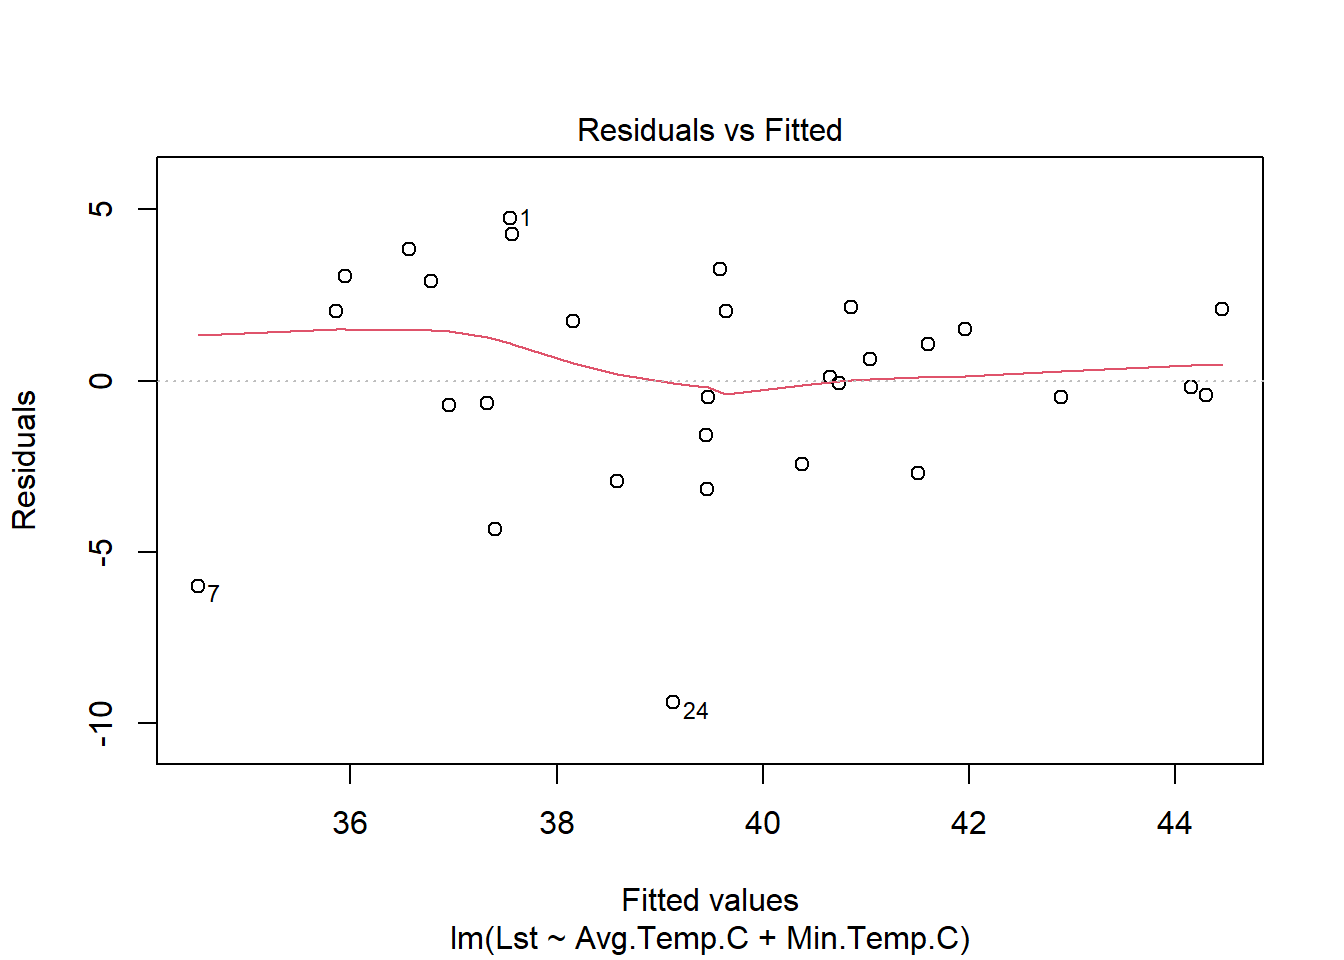 Residuals vs Fitted
Residuals
5
0
-5
-10
1
7
24
36 38 40 42 44
Fitted values
lm(Lst ~ Avg.Temp.C + Min.Temp.C)